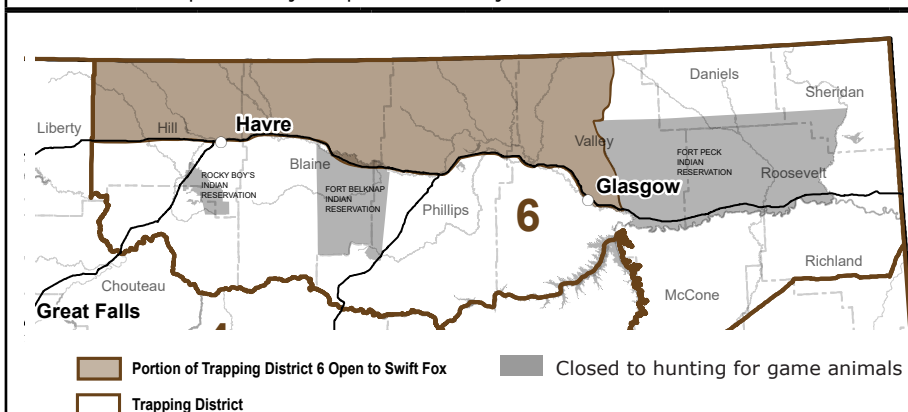 Daniels
Sheridan
Liberty
Hill
Havre
Valley
Blaine
FORT PECK
INDIAN
RESERVATION
Roosevelt
ROCKY BOY'S
INDIAN
RESERVATION
FORT BELKNAP
INDIAN
RESERVATION
Glasgow
Phillips
6
Richland
Chouteau
McCone
Great Falls
Portion of Trapping District 6 Open to Swift Fox
Closed to hunting for game animals
Trapping District